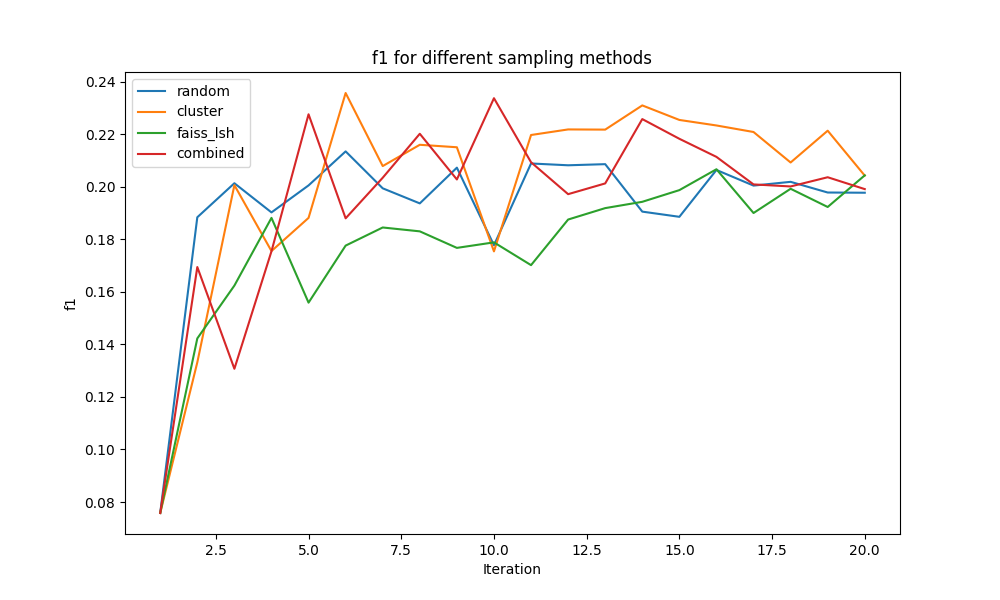 f1 for different sampling methods
random
cluster
faiss_lsh
combined
f1
0.24
0.22
0.20
0.18
0.16
0.14
0.12
0.10
0.08
2.5 5.0 7.5 10.0 12.5 15.0 17.5 20.0
Iteration